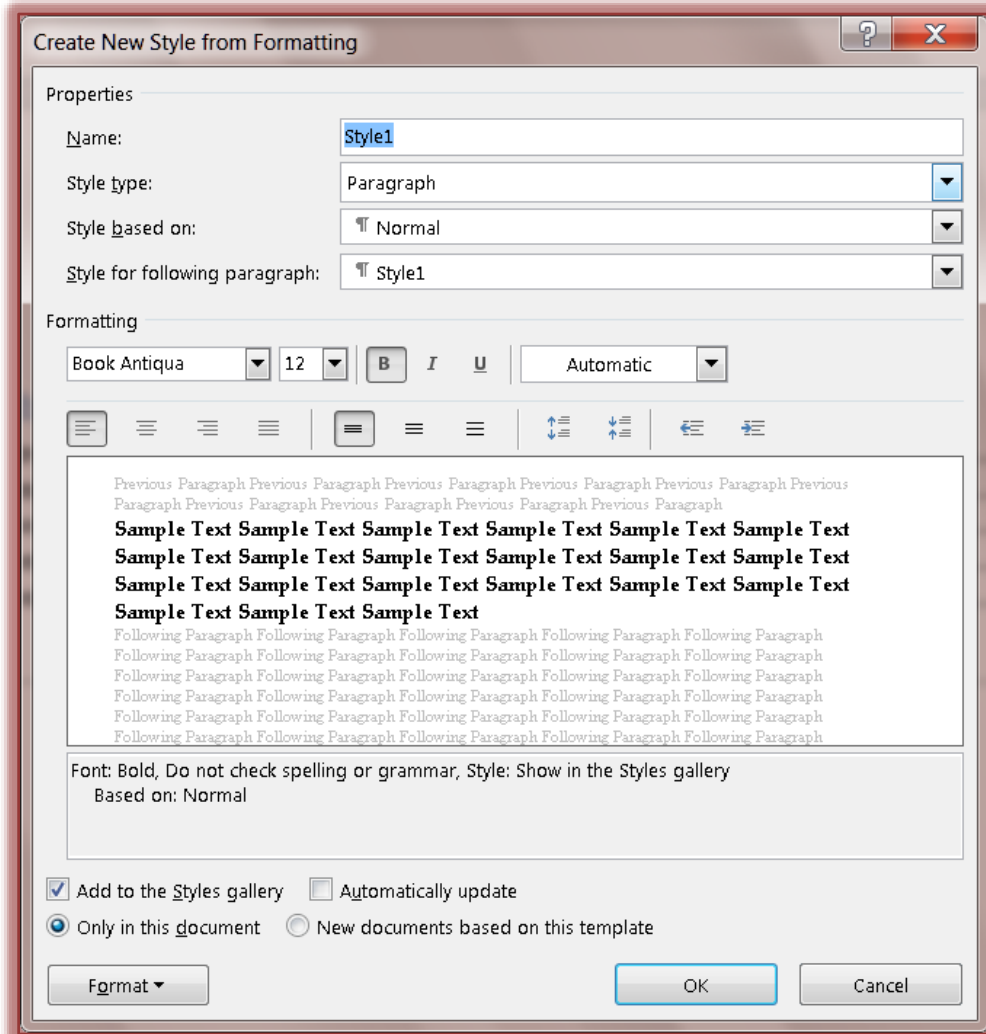 Create New Style from Formatting
Properties
Name:
Style1
Style type:
Paragraph
Style based on:
¶ Normal
Style for following paragraph:
¶ Style1
Formatting
Book Antiqua
12
B I U
Automatic
Previous Paragraph Previous Paragraph Previous Paragraph Previous Paragraph Previous Paragraph Previous
Paragraph Previous Paragraph Previous Paragraph Previous Paragraph Previous Paragraph
Sample Text Sample Text Sample Text Sample Text Sample Text Sample Text
Sample Text Sample Text Sample Text Sample Text Sample Text Sample Text
Sample Text Sample Text Sample Text Sample Text Sample Text Sample Text
Sample Text Sample Text Sample Text
Following Paragraph Following Paragraph Following Paragraph Following Paragraph Following Paragraph
Following Paragraph Following Paragraph Following Paragraph Following Paragraph Following Paragraph
Following Paragraph Following Paragraph Following Paragraph Following Paragraph Following Paragraph
Following Paragraph Following Paragraph Following Paragraph Following Paragraph Following Paragraph
Following Paragraph Following Paragraph Following Paragraph Following Paragraph Following Paragraph
Following Paragraph Following Paragraph Following Paragraph Following Paragraph Following Paragraph
Font: Bold, Do not check spelling or grammar, Style: Show in the Styles gallery
Based on: Normal
Add to the Styles gallery
Automatically update
Only in this document
New documents based on this template
Format
OK
Cancel